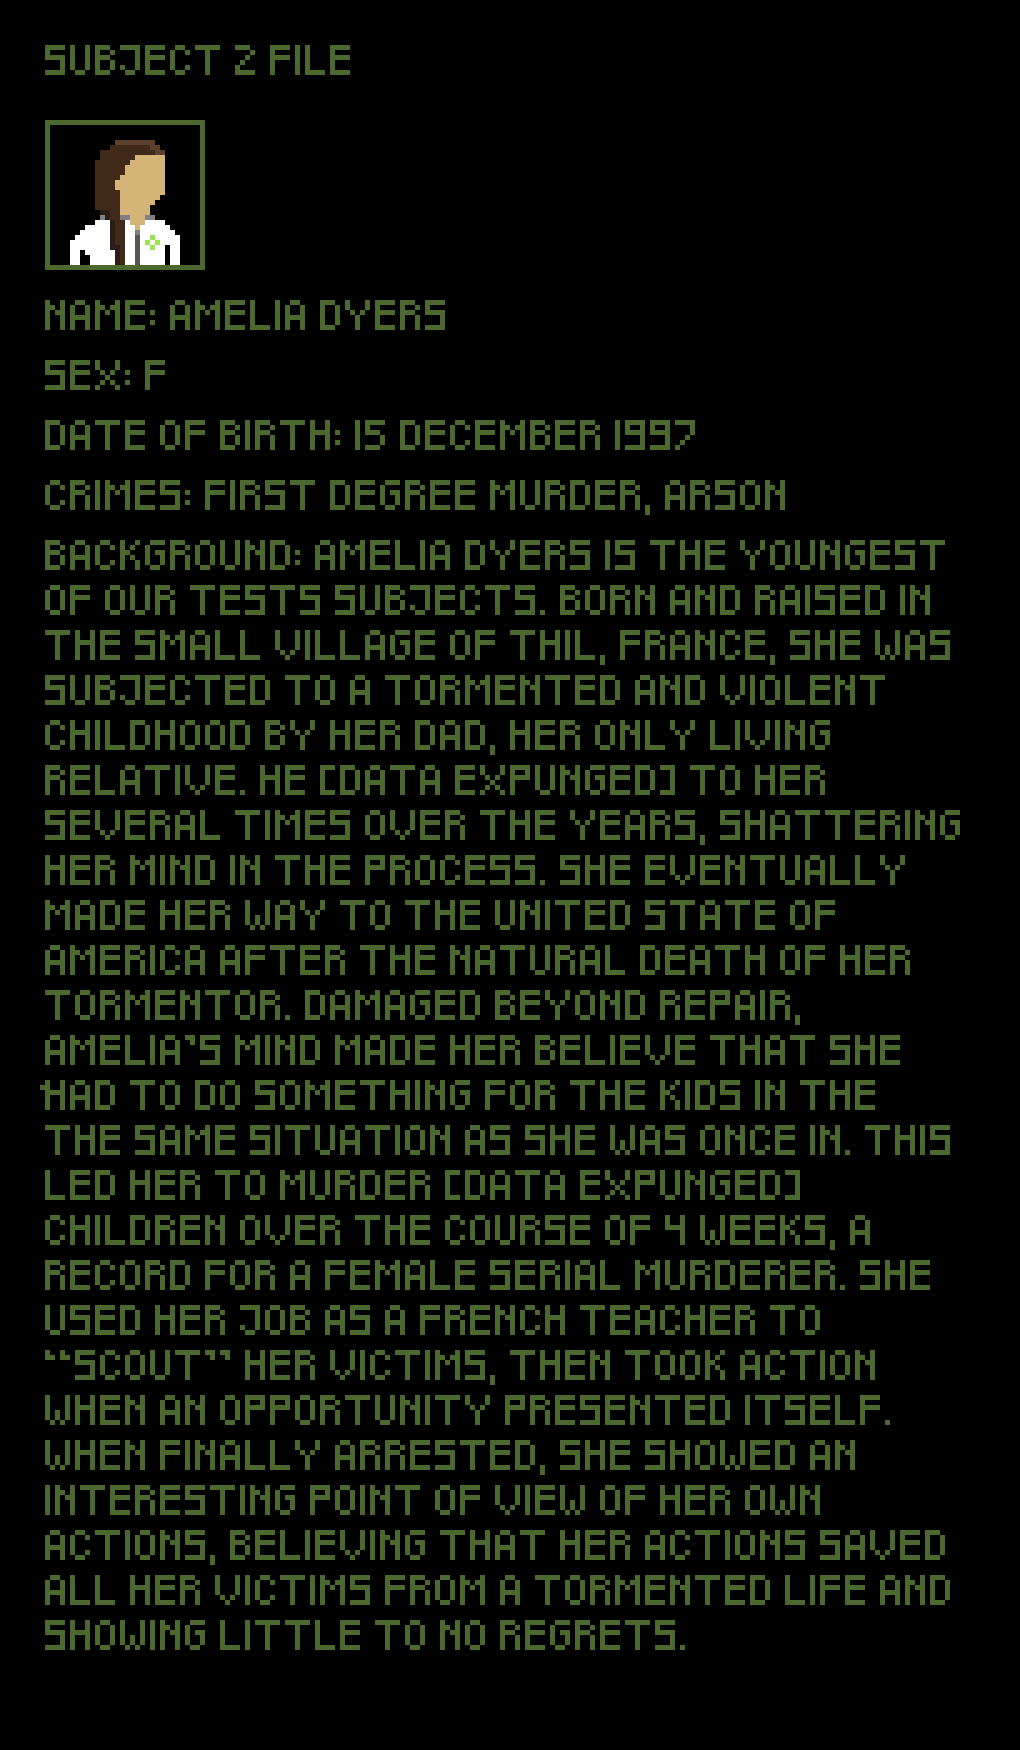 SUBJECT 2 FILE
NAME: AMELIA DYERS
SEX: F
DATE OF BIRTH: 15 DECEMBER 1997
CRIMES: FIRST DEGREE MURDER, ARSON
BACKGROUND: AMELIA DYERS IS THE YOUNGEST
OF OUR TESTS SUBJECTS. BORN AND RAISED IN
THE SMALL VILLAGE OF THIL, FRANCE, SHE WAS
SUBJECTED TO A TORMENTED AND VIOLENT
CHILDHOOD BY HER DAD, HER ONLY LIVING
RELATIVE. HE [DATA EXPUNGED] TO HER
SEVERAL TIMES OVER THE YEARS, SHATTERING
HER MIND IN THE PROCESS. SHE EVENTUALLY
MADE HER WAY TO THE UNITED STATE OF
AMERICA AFTER THE NATURAL DEATH OF HER
TORMENTOR. DAMAGED BEYOND REPAIR,
AMELIA'S MIND MADE HER BELIEVE THAT SHE
HAD TO DO SOMETHING FOR THE KIDS IN THE
THE SAME SITUATION AS SHE WAS ONCE IN. THIS
LED HER TO MURDER [DATA EXPUNGED]
CHILDREN OVER THE COURSE OF 4 WEEKS, A
RECORD FOR A FEMALE SERIAL MURDERER. SHE
USED HER JOB AS A FRENCH TEACHER TO
“SCOUT” HER VICTIMS, THEN TOOK ACTION
WHEN AN OPPORTUNITY PRESENTED ITSELF.
WHEN FINALLY ARRESTED, SHE SHOWED AN
INTERESTING POINT OF VIEW OF HER OWN
ACTIONS, BELIEVING THAT HER ACTIONS SAVED
ALL HER VICTIMS FROM A TORMENTED LIFE AND
SHOWING LITTLE TO NO REGRETS.